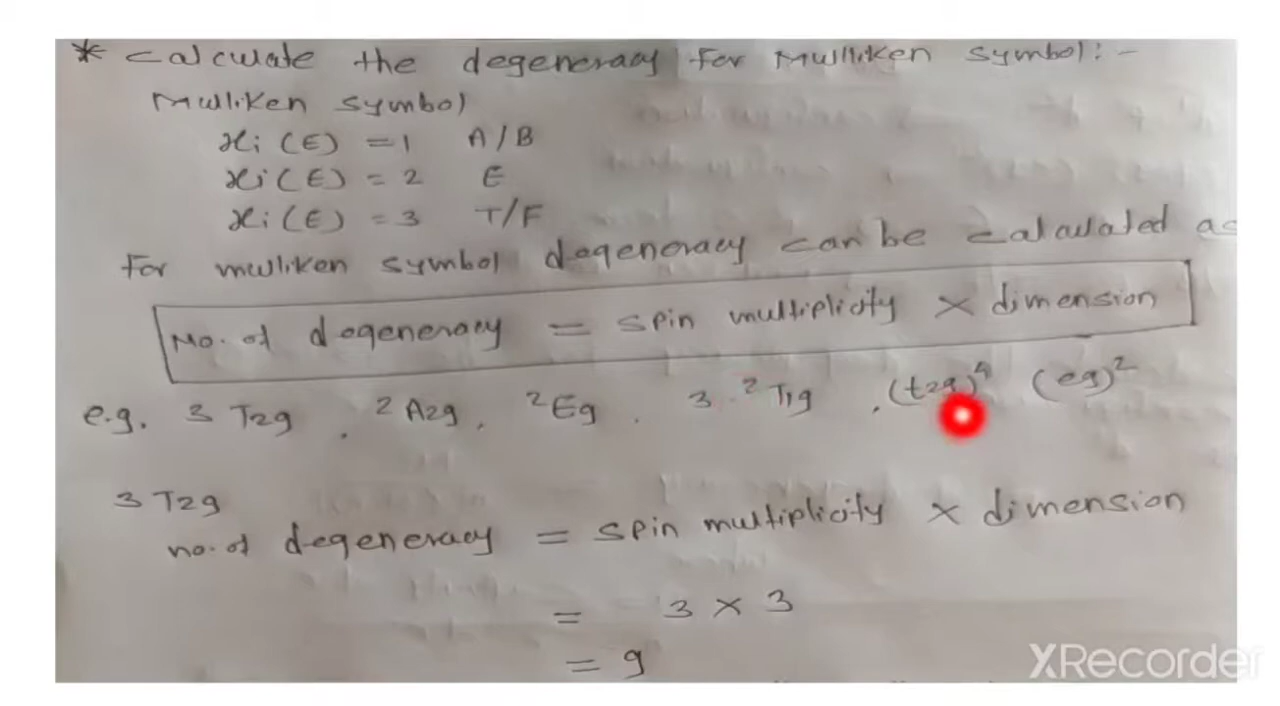 * calculate the degeneracy for Mulliken symbol:-
Mulliken symbol
χi (E) = 1 A/B
χi (E) = 2 E
χi (E) = 3 T/F
For mulliken symbol degeneracy can be calculated as
No. of degeneracy = spin multiplicity × dimension
e.g. 3 T2g , 2 A2g , 2Eg . 3. 2 T1g , (t2g)4 (eg)2
3 T2g
no. of degeneracy = spin multiplicity × dimension
= 3 × 3
= 9
XRecorder